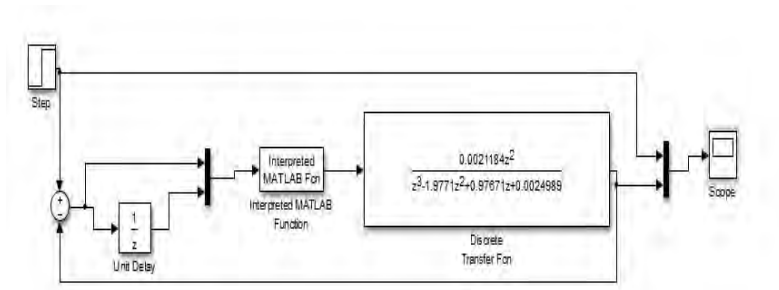 Step
+
−
1
z
Unit Delay
Interpreted
MATLAB Fcn
Interpreted MATLAB
Function
0.0021184z²
z³-1.9771z²+0.97671z+0.0024989
Discrete
Transfer Fcn
Scope